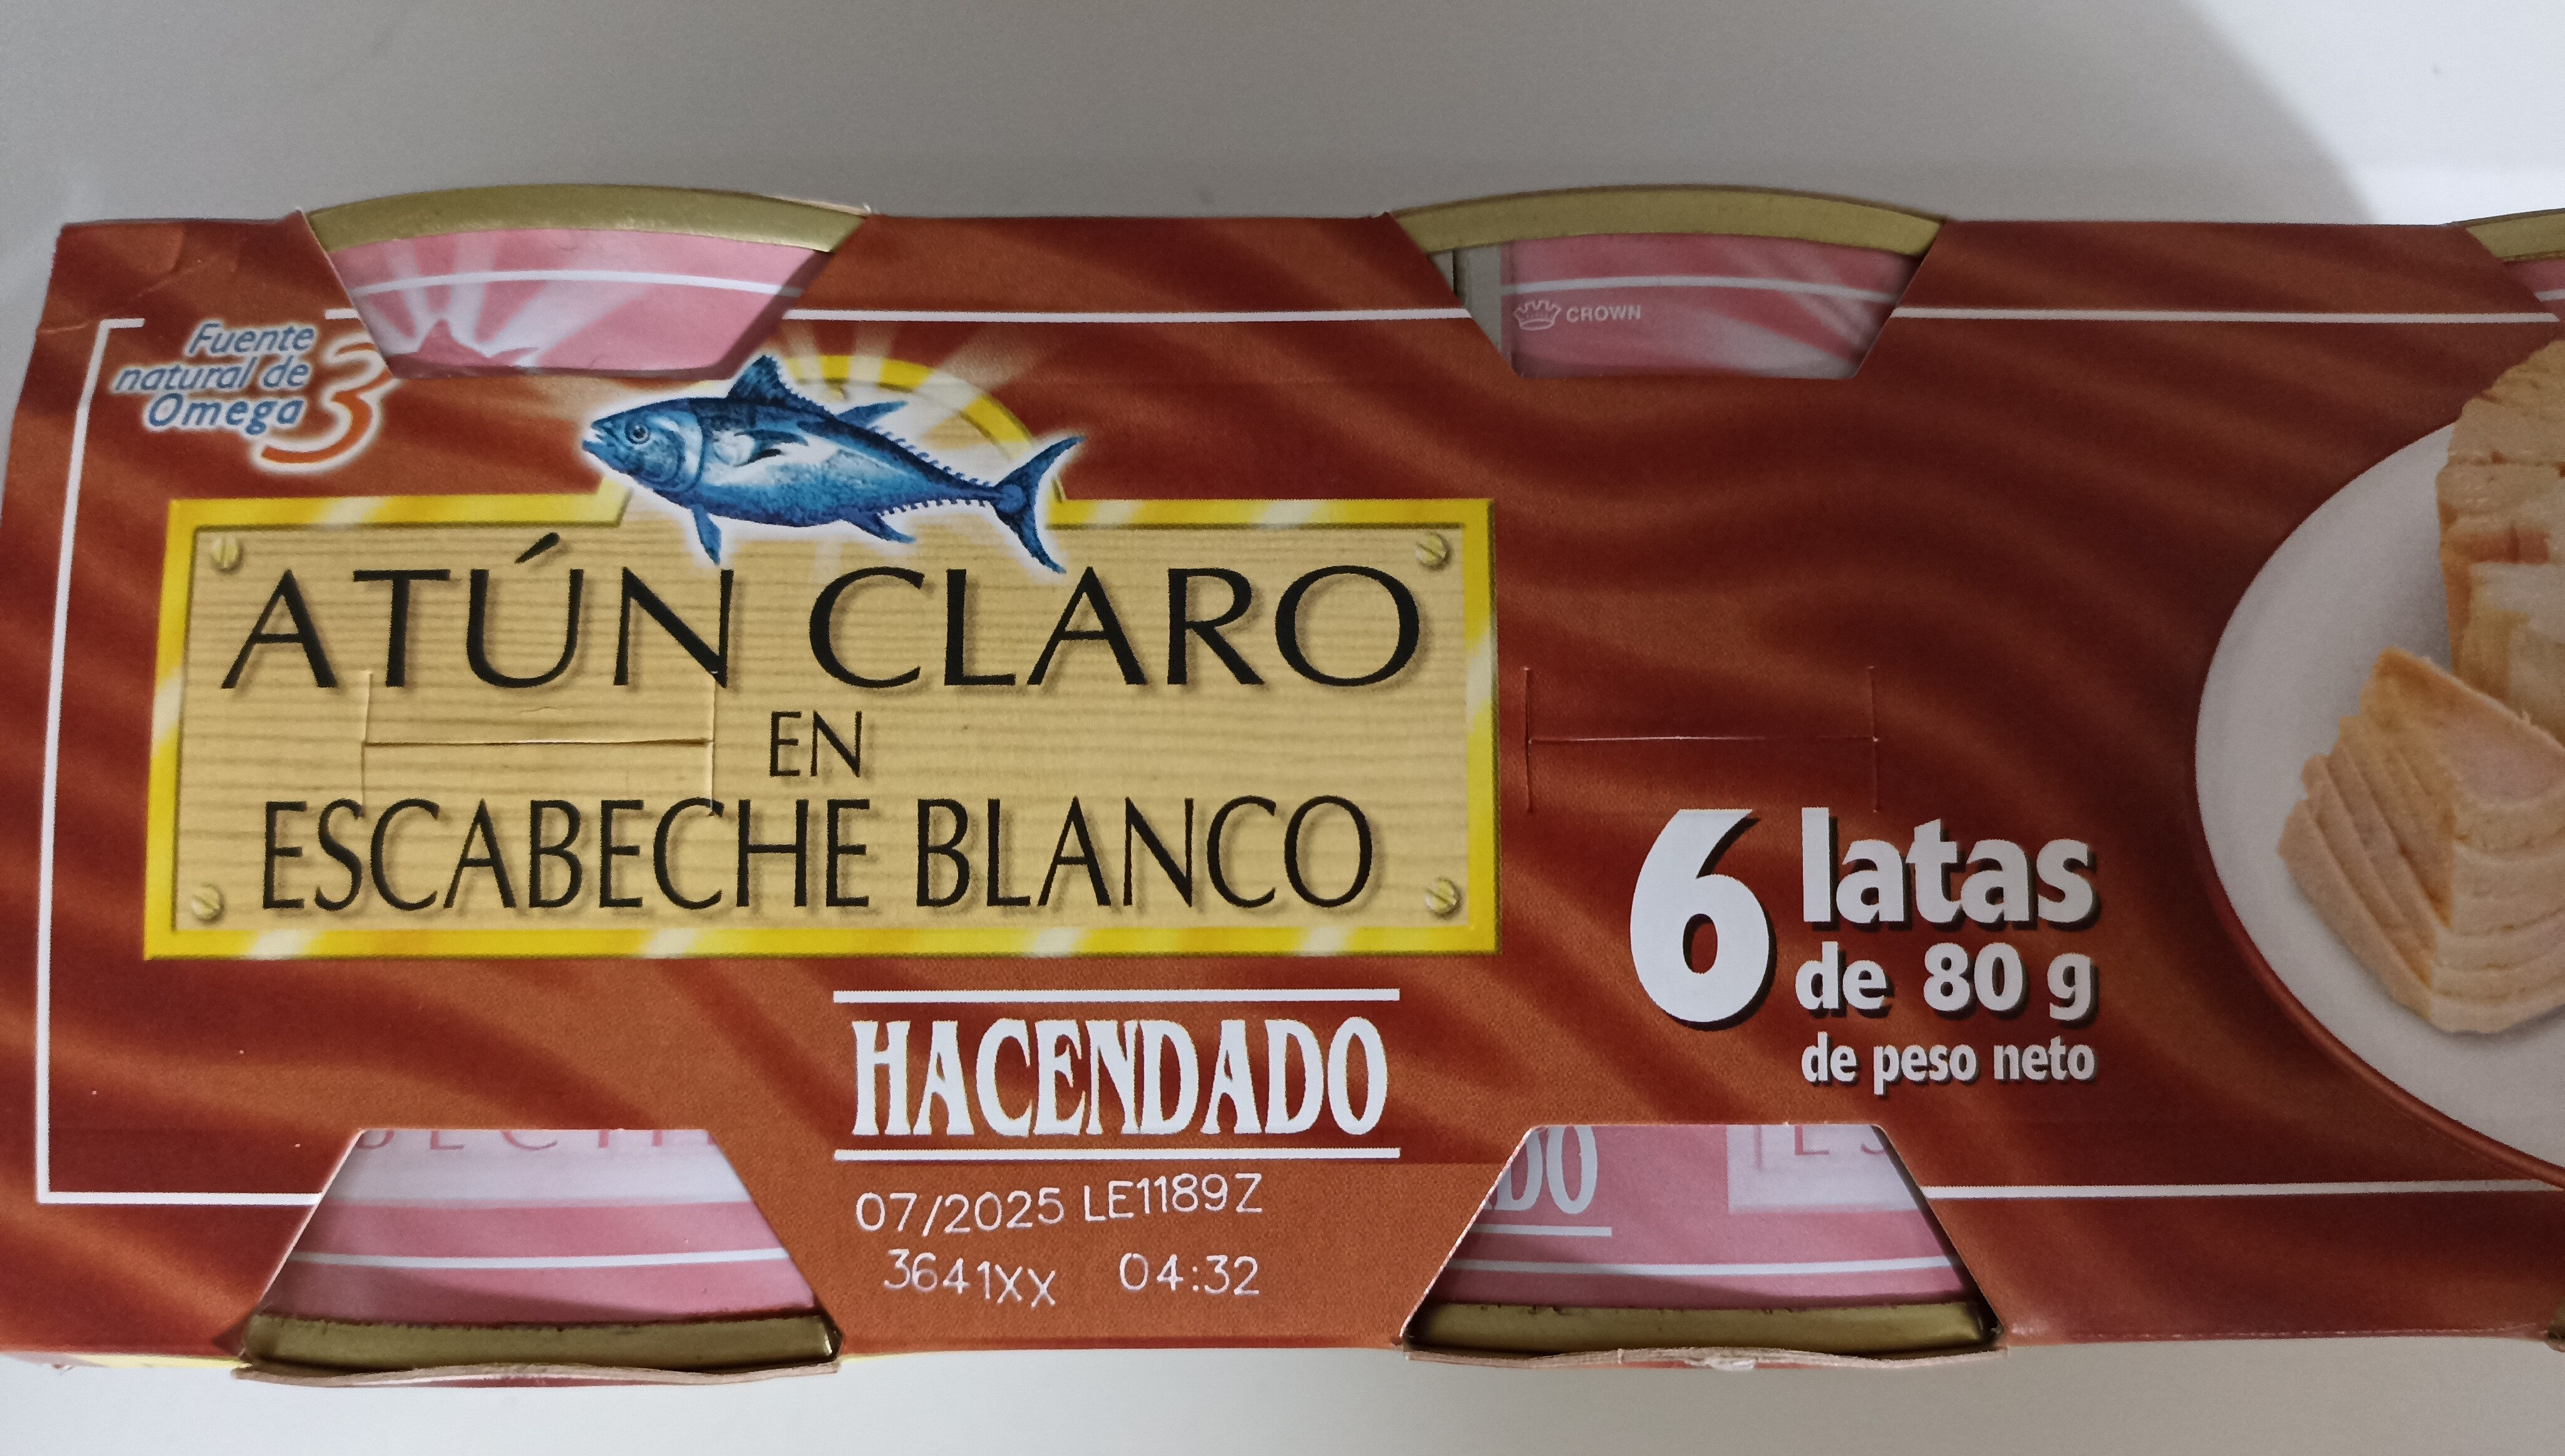 CROWN
Fuente
natural de
Omega 3
ATÚN CLARO
EN
ESCABECHE BLANCO
6 latas
de 80 g
de peso neto
HACENDADO
07/2025 LE1189Z
3641XX 04:32
DO